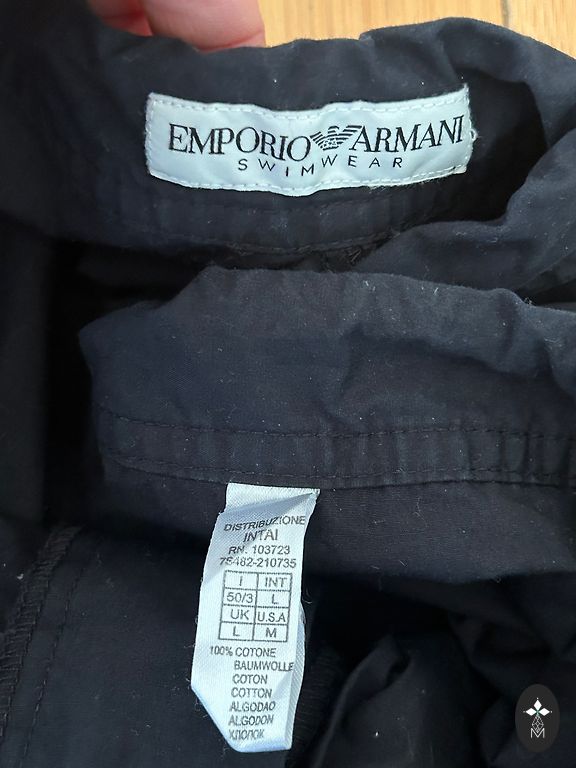 EMPORIO ARMANI
SWIMWEAR
DISTRIBUZIONE
INTAI
RN. 103723
7S482-210735
I INT
50/3 L
UK U.S.A
L M
100% COTONE
BAUMWOLLE
COTON
COTTON
ALGODAO
ALGODON
ХЛОПОК
M